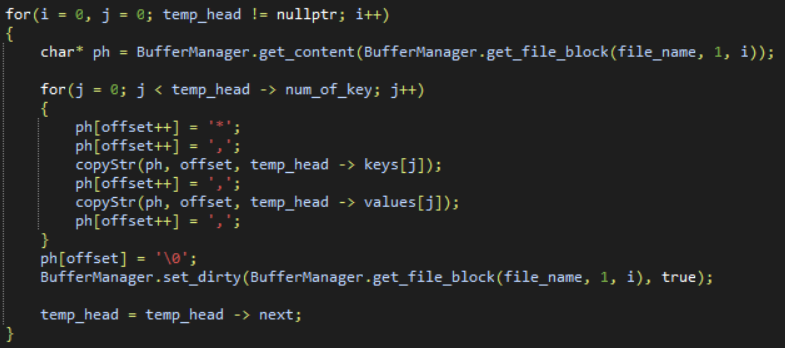 for(i = 0, j = 0; temp_head != nullptr; i++)
{
    char* ph = BufferManager.get_content(BufferManager.get_file_block(file_name, 1, i));

    for(j = 0; j < temp_head -> num_of_key; j++)
    {
        ph[offset++] = '*';
        ph[offset++] = ',';
        copyStr(ph, offset, temp_head -> keys[j]);
        ph[offset++] = ',';
        copyStr(ph, offset, temp_head -> values[j]);
        ph[offset++] = ',';
    }
    ph[offset] = '\0';
    BufferManager.set_dirty(BufferManager.get_file_block(file_name, 1, i), true);

    temp_head = temp_head -> next;
}